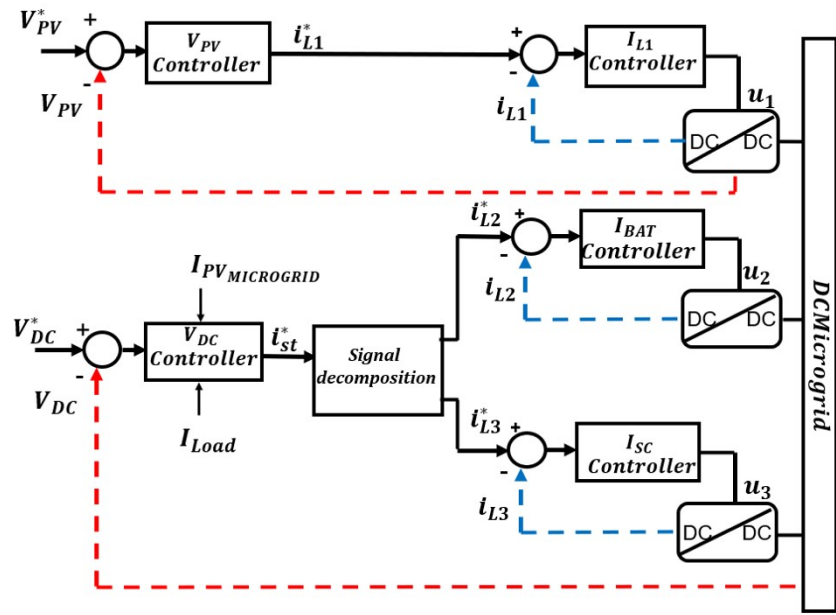 V*PV
+
-
VPV
VPV
Controller
i*L1
+
-
iL1
IL1
Controller
u1
DC DC
V*DC
+
-
VDC
IPVMICROGRID
VDC
Controller
ILoad
i*st
Signal
decomposition
i*L2
+
-
iL2
IBAT
Controller
u2
DC DC
i*L3
+
-
iL3
ISC
Controller
u3
DC DC
DCMicrogrid